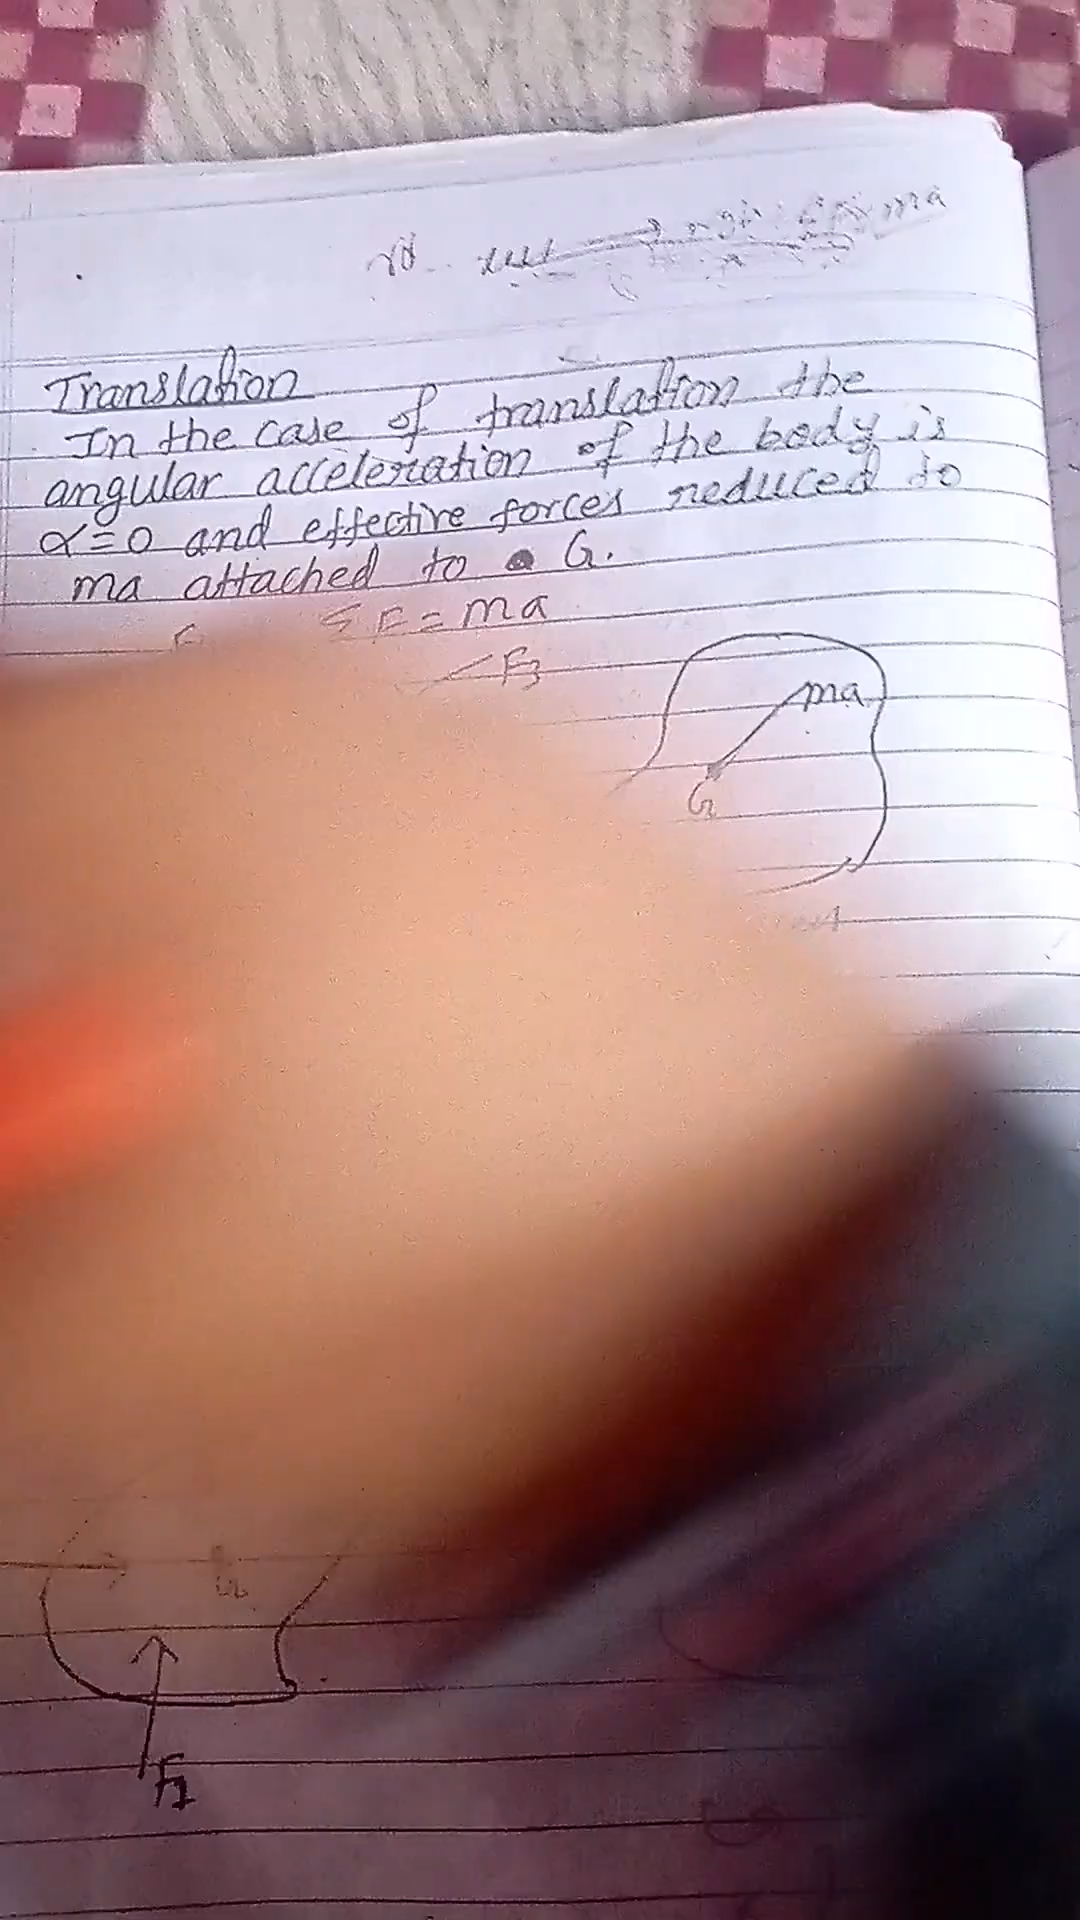 ma
Translation
In the case of translation the
angular acceleration of the body is
α=0 and effective forces reduced to
ma attached to G.
ΣF=ma
F3
ma
G
G
F1